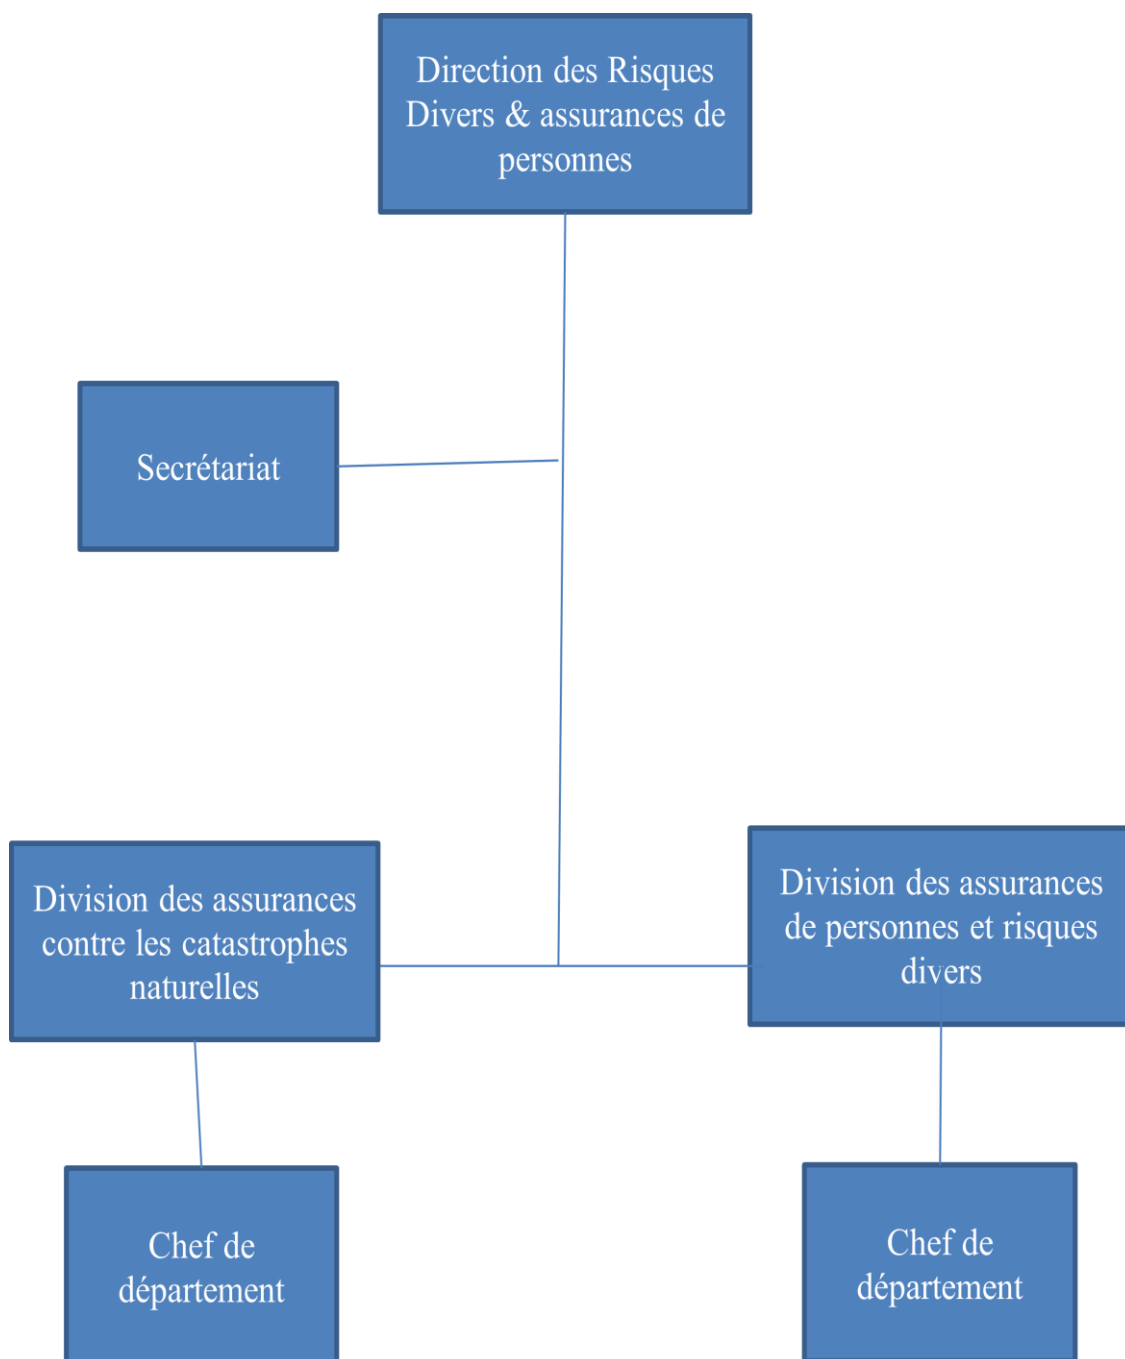 Direction des Risques
Divers & assurances de
personnes
Secrétariat
Division des assurances
contre les catastrophes
naturelles
Division des assurances
de personnes et risques
divers
Chef de
département
Chef de
département